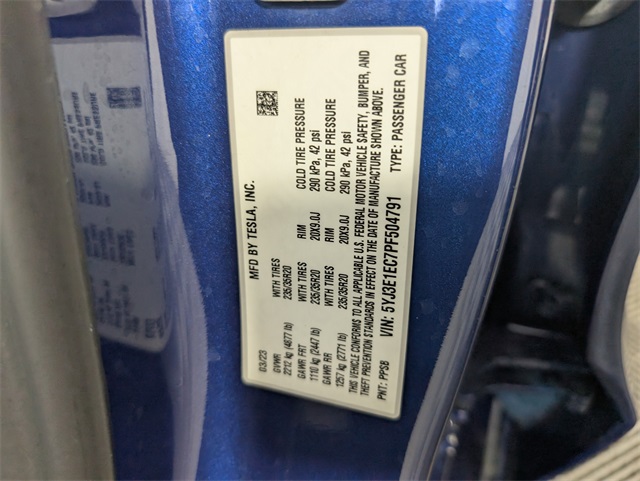 MFD BY TESLA, INC.
03/23
GVWR
2212 kg (4877 lb)
WITH TIRES 235/35R20
GAWR FRT WITH TIRES RIM COLD TIRE PRESSURE
1110 kg (2447 lb) 235/35R20 20X9.0J 290 kPa, 42 psi
GAWR RR WITH TIRES RIM COLD TIRE PRESSURE
1257 kg (2771 lb) 235/35R20 20X9.0J 290 kPa, 42 psi
THIS VEHICLE CONFORMS TO ALL APPLICABLE U.S. FEDERAL MOTOR VEHICLE SAFETY, BUMPER, AND
THEFT PREVENTION STANDARDS IN EFFECT ON THE DATE OF MANUFACTURE SHOWN ABOVE.
VIN: 5YJ3E1EC7PF504791
PNT: PPSB TYPE: PASSENGER CAR